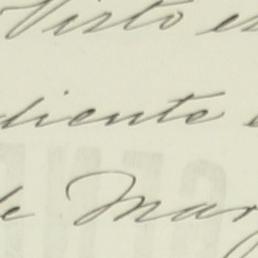 Visto es
diente e
de Mar